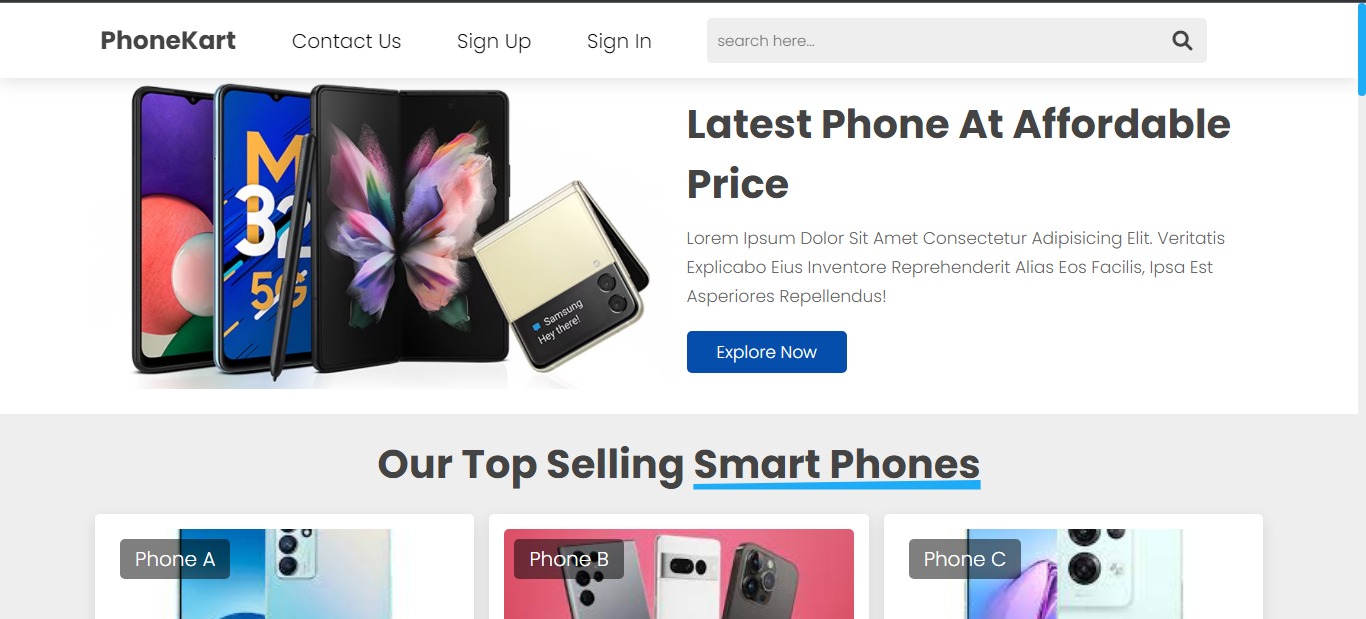 PhoneKart
Contact Us
Sign Up
Sign In
search here...
M
32
5G
Samsung
Hey there!
Latest Phone At Affordable
Price
Lorem Ipsum Dolor Sit Amet Consectetur Adipisicing Elit. Veritatis
Explicabo Eius Inventore Reprehenderit Alias Eos Facilis, Ipsa Est
Asperiores Repellendus!
Explore Now
Our Top Selling Smart Phones
Phone A
Phone B
Phone C